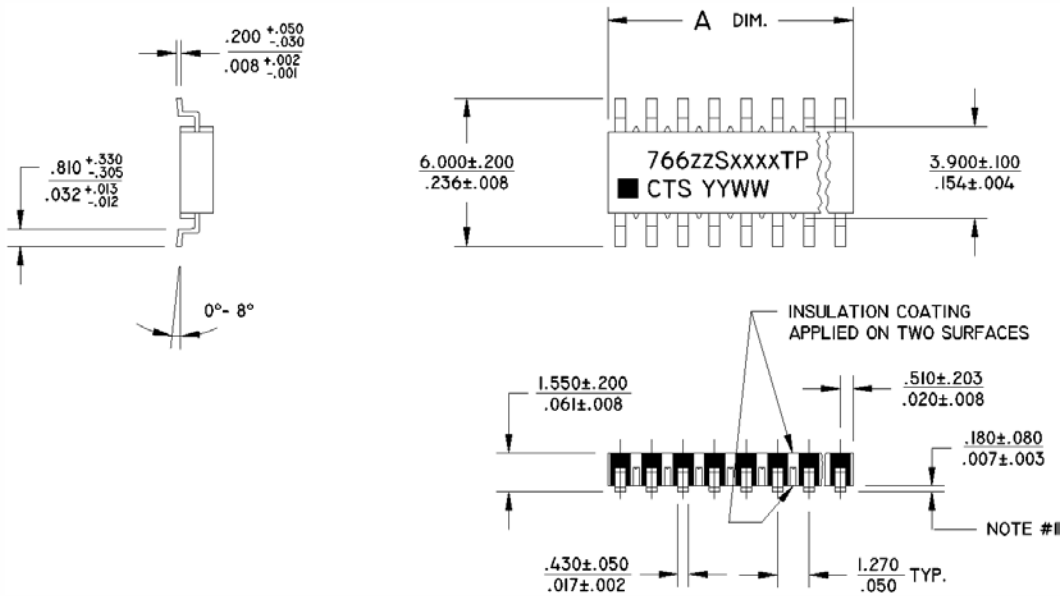 .200 +.050 -.030
.008 +.002 -.001
A DIM.
.810 +.330 -.305
.032 +.013 -.012
6.000±.200
.236±.008
766zzSxxxxTP
CTS YYWW
3.900±.100
.154±.004
0°- 8°
INSULATION COATING
APPLIED ON TWO SURFACES
1.550±.200
.061±.008
.510±.203
.020±.008
.180±.080
.007±.003
NOTE #11
.430±.050
.017±.002
1.270
.050
TYP.